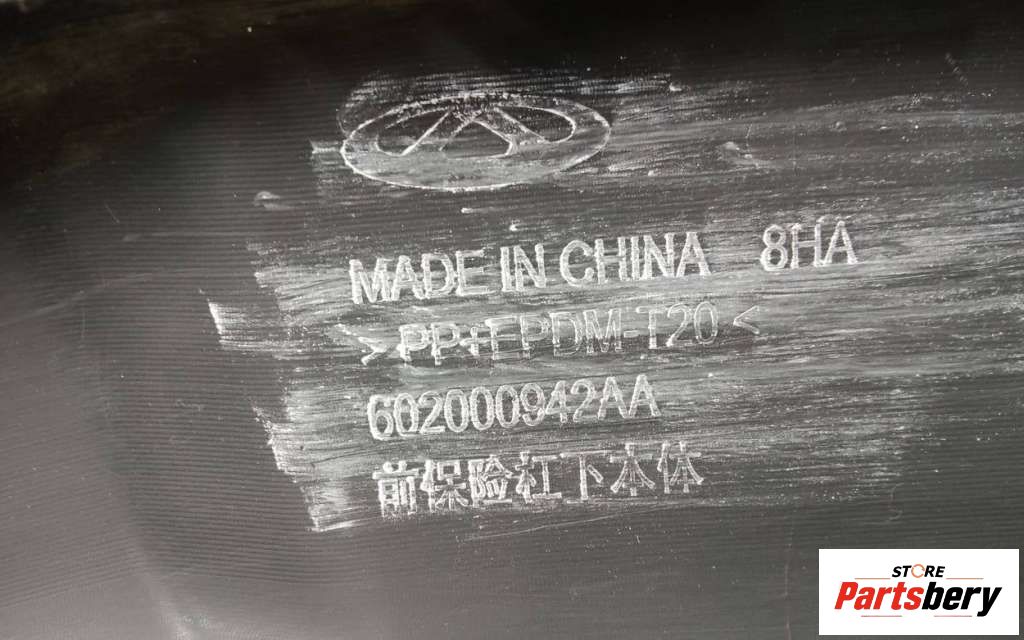 MADE IN CHINA 8HA
>PP+EPDM-T20<
602000942AA
前保险杠下本体
STORE
Partsbery